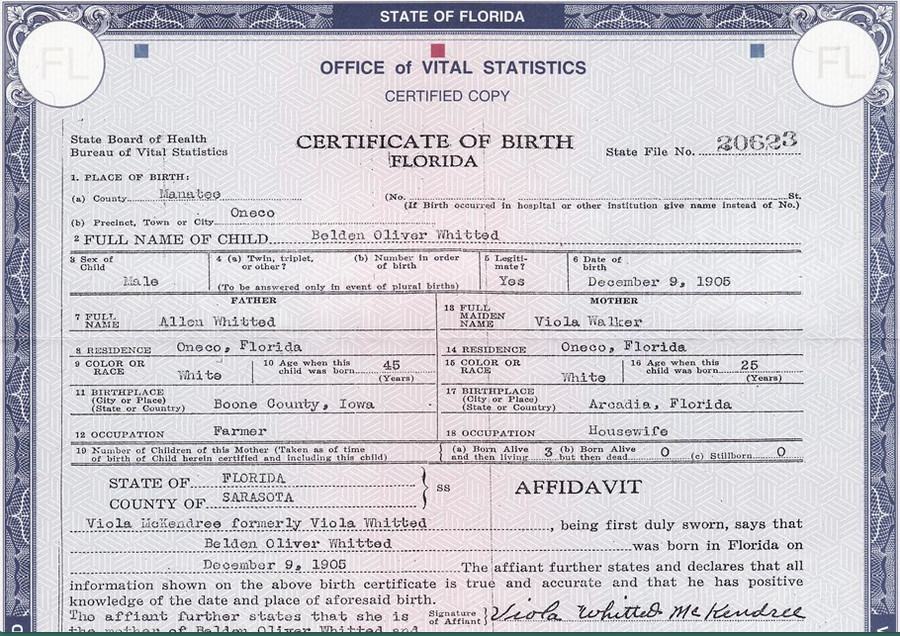 STATE OF FLORIDA
FL
FL
OFFICE of VITAL STATISTICS
CERTIFIED COPY
State Board of Health
Bureau of Vital Statistics
CERTIFICATE OF BIRTH
FLORIDA
State File No. 20623
1. PLACE OF BIRTH:
(a) County Manatee (No. St.
(If Birth occurred in hospital or other institution give name instead of No.)
(b) Precinct, Town or City Oneco
2 FULL NAME OF CHILD Belden Oliver Whitted
3 Sex of Child Male
4 (a) Twin, triplet, or other? (b) Number in order of birth
(To be answered only in event of plural births)
5 Legiti-mate? Yes
6 Date of birth December 9, 1905
FATHER
7 FULL NAME Allen Whitted
8 RESIDENCE Oneco, Florida
9 COLOR OR RACE White
10 Age when this child was born 45 (Years)
11 BIRTHPLACE (City or Place) (State or Country) Boone County, Iowa
12 OCCUPATION Farmer
MOTHER
13 FULL MAIDEN NAME Viola Walker
14 RESIDENCE Oneco, Florida
15 COLOR OR RACE White
16 Age when this child was born 25 (Years)
17 BIRTHPLACE (City or Place) (State or Country) Arcadia, Florida
18 OCCUPATION Housewife
19 Number of Children of this Mother (Taken as of time of birth of Child herein certified and including this child)
(a) Born Alive and then living 3 (b) Born Alive but then dead 0 (c) Stillborn 0
STATE OF FLORIDA
COUNTY OF SARASOTA
SS
AFFIDAVIT
Viola McKendree formerly Viola Whitted, being first duly sworn, says that
Belden Oliver Whitted was born in Florida on
December 9, 1905 The affiant further states and declares that all
information shown on the above birth certificate is true and accurate and that he has positive
knowledge of the date and place of aforesaid birth.
The affiant further states that she is
the mother of Belden Oliver Whitted and
Signature of Affiant Viola Whitted McKendree